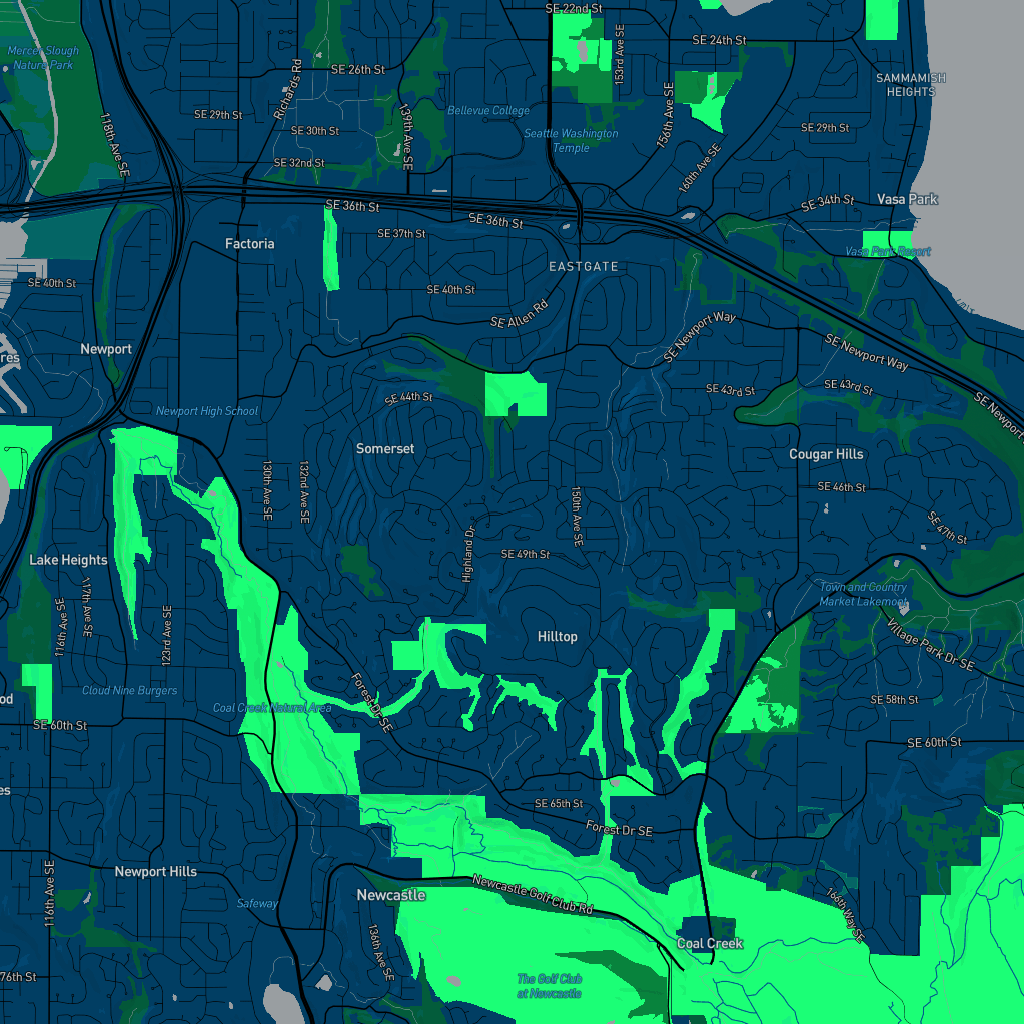 SE 22nd St
SE 24th St
153rd Ave SE
Mercer Slough
Nature Park
SE 26th St
Richards Rd
SAMMAMISH
HEIGHTS
139th Ave SE
Bellevue College
156th Ave SE
SE 29th St
118th Ave SE
SE 30th St
Seattle Washington
Temple
SE 29th St
SE 32nd St
160th Ave SE
SE 36th St
SE 36th St
SE 34th St
Vasa Park
SE 37th St
Factoria
EASTGATE
Vasa Park Resort
SE 40th St
SE 40th St
SE Allen Rd
SE Newport Way
Newport
res
SE Newport Way
SE 43rd St
SE 43rd St
SE 44th St
Newport High School
SE Newport
Somerset
Cougar Hills
130th Ave SE
132nd Ave SE
150th Ave SE
SE 46th St
SE 47th St
Highland Dr
SE 49th St
Lake Heights
Town and Country
Market Lakemont
116th Ave SE
117th Ave SE
123rd Ave SE
Hilltop
Village Park Dr SE
Cloud Nine Burgers
od
Forest Dr SE
SE 58th St
Coal Creek Natural Area
SE 60th St
SE 60th St
es
SE 65th St
Forest Dr SE
116th Ave SE
Newport Hills
Newcastle
Newcastle Golf Club Rd
Safeway
166th Way SE
136th Ave SE
Coal Creek
76th St
The Golf Club
at Newcastle